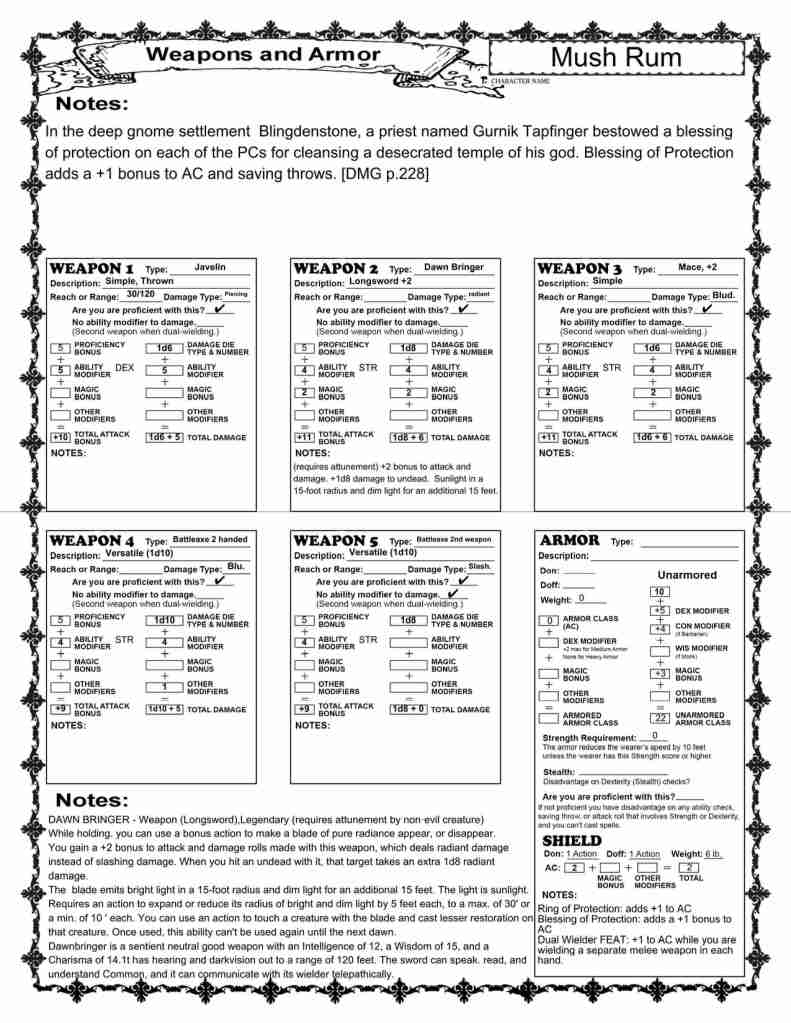 Weapons and Armor
Mush Rum
CHARACTER NAME
Notes:
In the deep gnome settlement Blingdenstone, a priest named Gurnik Tapfinger bestowed a blessing
of protection on each of the PCs for cleansing a desecrated temple of his god. Blessing of Protection
adds a +1 bonus to AC and saving throws. [DMG p.228]
WEAPON 1 Type: Javelin
Description: Simple, Thrown
Reach or Range: 30/120 Damage Type: Piercing
Are you proficient with this? ✔
No ability modifier to damage.
(Second weapon when dual-wielding.)
5 PROFICIENCY BONUS 1d6 DAMAGE DIE TYPE & NUMBER
+ +
5 ABILITY MODIFIER DEX 5 ABILITY MODIFIER
+ +
MAGIC BONUS MAGIC BONUS
+ +
OTHER MODIFIERS OTHER MODIFIERS
= =
+10 TOTAL ATTACK BONUS 1d6 + 5 TOTAL DAMAGE
NOTES:
WEAPON 2 Type: Dawn Bringer
Description: Longsword +2
Reach or Range: Damage Type: radiant
Are you proficient with this? ✔
No ability modifier to damage.
(Second weapon when dual-wielding.)
5 PROFICIENCY BONUS 1d8 DAMAGE DIE TYPE & NUMBER
+ +
4 ABILITY MODIFIER STR 4 ABILITY MODIFIER
+ +
2 MAGIC BONUS 2 MAGIC BONUS
+ +
OTHER MODIFIERS OTHER MODIFIERS
= =
+11 TOTAL ATTACK BONUS 1d8 + 6 TOTAL DAMAGE
NOTES:
(requires attunement) +2 bonus to attack and
damage. +1d8 damage to undead. Sunlight in a
15-foot radius and dim light for an additional 15 feet.
WEAPON 3 Type: Mace, +2
Description: Simple
Reach or Range: Damage Type: Blud.
Are you proficient with this? ✔
No ability modifier to damage.
(Second weapon when dual-wielding.)
5 PROFICIENCY BONUS 1d6 DAMAGE DIE TYPE & NUMBER
+ +
4 ABILITY MODIFIER STR 4 ABILITY MODIFIER
+ +
2 MAGIC BONUS 2 MAGIC BONUS
+ +
OTHER MODIFIERS OTHER MODIFIERS
= =
+11 TOTAL ATTACK BONUS 1d6 + 6 TOTAL DAMAGE
NOTES:
WEAPON 4 Type: Battleaxe 2 handed
Description: Versatile (1d10)
Reach or Range: Damage Type: Blu.
Are you proficient with this? ✔
No ability modifier to damage.
(Second weapon when dual-wielding.)
5 PROFICIENCY BONUS 1d10 DAMAGE DIE TYPE & NUMBER
+ +
4 ABILITY MODIFIER STR 4 ABILITY MODIFIER
+ +
MAGIC BONUS MAGIC BONUS
+ +
OTHER MODIFIERS 1 OTHER MODIFIERS
= =
+9 TOTAL ATTACK BONUS 1d10 + 5 TOTAL DAMAGE
NOTES:
WEAPON 5 Type: Battleaxe 2nd weapon
Description: Versatile (1d10)
Reach or Range: Damage Type: Slash.
Are you proficient with this? ✔
No ability modifier to damage. ✔
(Second weapon when dual-wielding.)
5 PROFICIENCY BONUS 1d8 DAMAGE DIE TYPE & NUMBER
+ +
4 ABILITY MODIFIER STR ABILITY MODIFIER
+ +
MAGIC BONUS MAGIC BONUS
+ +
OTHER MODIFIERS OTHER MODIFIERS
= =
+9 TOTAL ATTACK BONUS 1d8 + 0 TOTAL DAMAGE
NOTES:
ARMOR Type:
Description:
Don:
Doff:
Weight: 0
0 ARMOR CLASS (AC)
+
DEX MODIFIER
+2 max for Medium Armor
None for Heavy Armor
+
MAGIC BONUS
+
OTHER MODIFIERS
=
ARMORED ARMOR CLASS
Unarmored
10
+
+5 DEX MODIFIER
+
+4 CON MODIFIER
(if Barbarian)
+
WIS MODIFIER
(if Monk)
+
+3 MAGIC BONUS
+
OTHER MODIFIERS
=
22 UNARMORED ARMOR CLASS
Strength Requirement: 0
The armor reduces the wearer's speed by 10 feet
unless the wearer has this Strength score or higher.
Stealth:
Disadvantage on Dexterity (Stealth) checks?
Are you proficient with this?
If not proficient you have disadvantage on any ability check,
saving throw, or attack roll that involves Strength or Dexterity,
and you can't cast spells.
SHIELD
Don: 1 Action Doff: 1 Action Weight: 6 lb.
AC: 2 + + = 2
MAGIC BONUS OTHER MODIFIERS TOTAL
NOTES:
Ring of Protection: adds +1 to AC
Blessing of Protection: adds a +1 bonus to
AC
Dual Wielder FEAT: +1 to AC while you are
wielding a separate melee weapon in each
hand.
Notes:
DAWN BRINGER - Weapon (Longsword),Legendary (requires attunement by non-evil creature)
While holding. you can use a bonus action to make a blade of pure radiance appear, or disappear.
You gain a +2 bonus to attack and damage rolls made with this weapon, which deals radiant damage
instead of slashing damage. When you hit an undead with it, that target takes an extra 1d8 radiant
damage.
The blade emits bright light in a 15-foot radius and dim light for an additional 15 feet. The light is sunlight.
Requires an action to expand or reduce its radius of bright and dim light by 5 feet each, to a max. of 30' or
a min. of 10 ' each. You can use an action to touch a creature with the blade and cast lesser restoration on
that creature. Once used, this ability can't be used again until the next dawn.
Dawnbringer is a sentient neutral good weapon with an Intelligence of 12, a Wisdom of 15, and a
Charisma of 14.1t has hearing and darkvision out to a range of 120 feet. The sword can speak. read, and
understand Common, and it can communicate with its wielder telepathically.